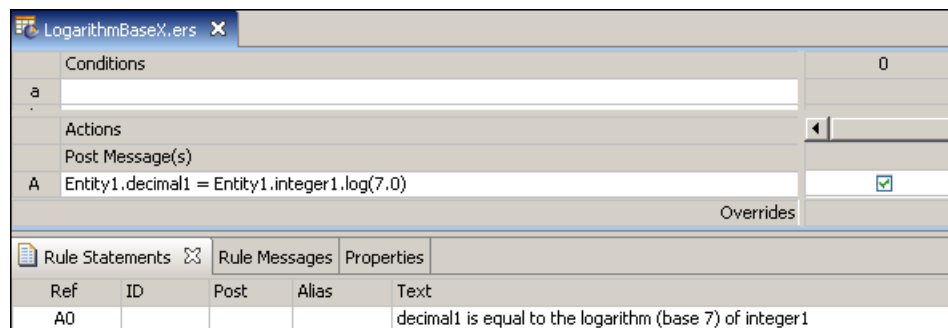 LogarithmBaseX.ers
Conditions 0
a
Actions
Post Message(s)
A Entity1.decimal1 = Entity1.integer1.log(7.0)
Overrides
Rule Statements Rule Messages Properties
Ref ID Post Alias Text
A0 decimal1 is equal to the logarithm (base 7) of integer1